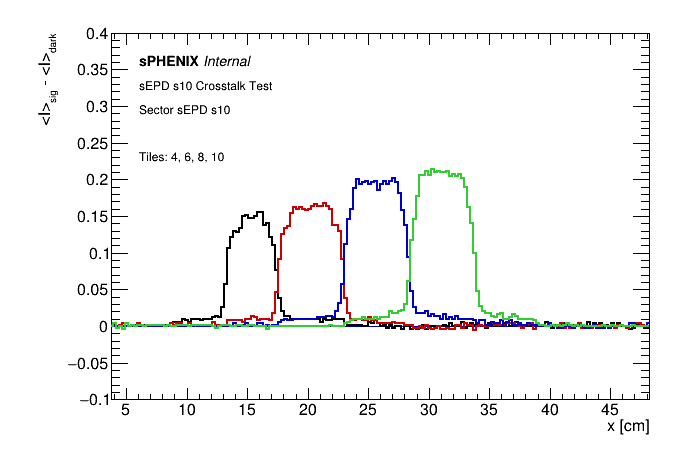 <I>sig - <I>dark
0.4
0.35
0.3
0.25
0.2
0.15
0.1
0.05
0
−0.05
−0.1
sPHENIX Internal
sEPD s10 Crosstalk Test
Sector sEPD s10
Tiles: 4, 6, 8, 10
5 10 15 20 25 30 35 40 45
x [cm]